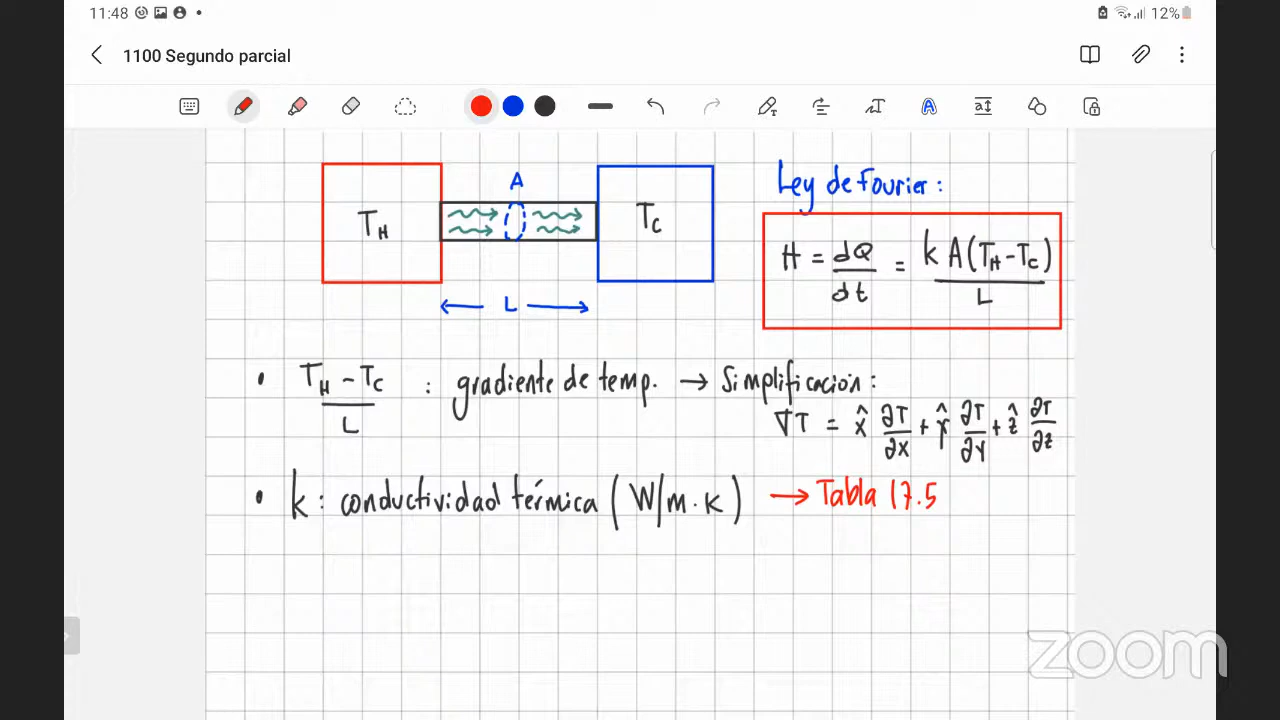 11:48
12%
1100 Segundo parcial
A
T_H
T_C
L
Ley de Fourier:
H = dQ/dt = k A(T_H - T_C)/L
• T_H - T_C / L : gradiente de temp. → Simplificación:
∇T = x̂ ∂T/∂x + ŷ ∂T/∂y + ẑ ∂T/∂z
• k: conductividad térmica (W/m·K) → Tabla 17.5
zoom